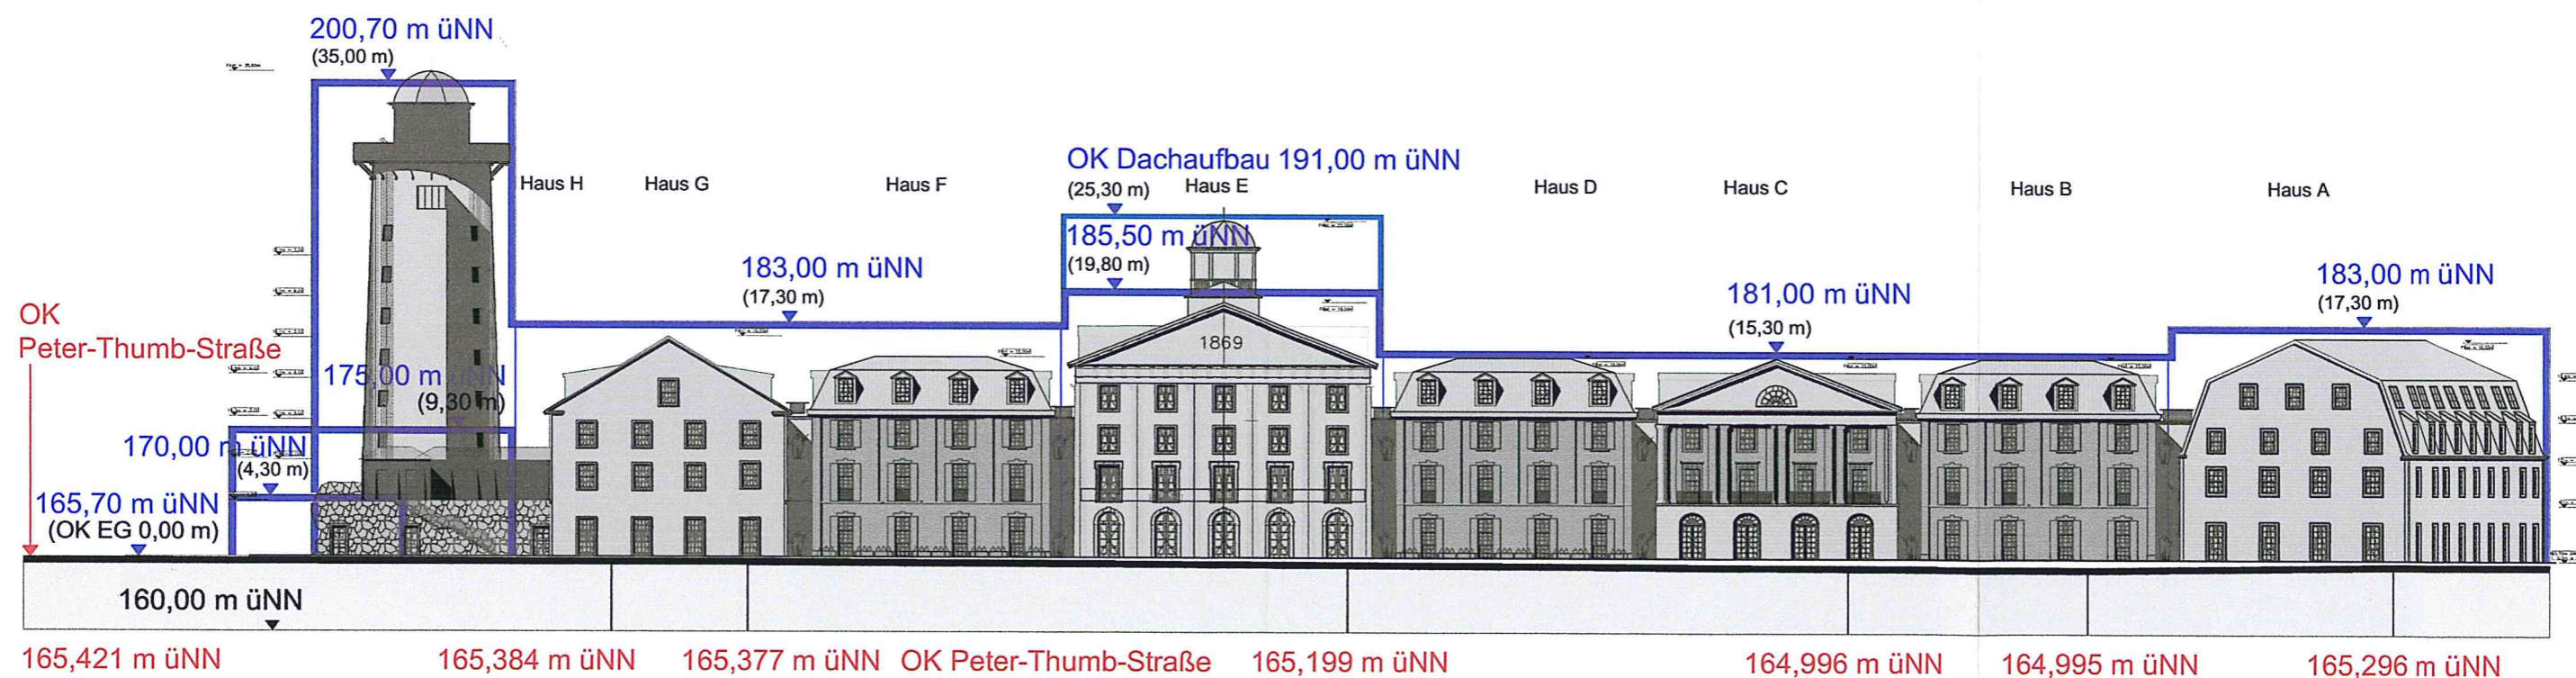 200,70 m üNN
(35,00 m)
OK Dachaufbau 191,00 m üNN
(25,30 m)
Haus H
Haus G
Haus F
Haus E
Haus D
Haus C
Haus B
Haus A
185,50 m üNN
(19,80 m)
183,00 m üNN
(17,30 m)
181,00 m üNN
(15,30 m)
183,00 m üNN
(17,30 m)
OK
Peter-Thumb-Straße
1869
175,00 m üNN
(9,30 m)
170,00 m üNN
(4,30 m)
165,70 m üNN
(OK EG 0,00 m)
160,00 m üNN
165,421 m üNN
165,384 m üNN
165,377 m üNN
OK Peter-Thumb-Straße
165,199 m üNN
164,996 m üNN
164,995 m üNN
165,296 m üNN